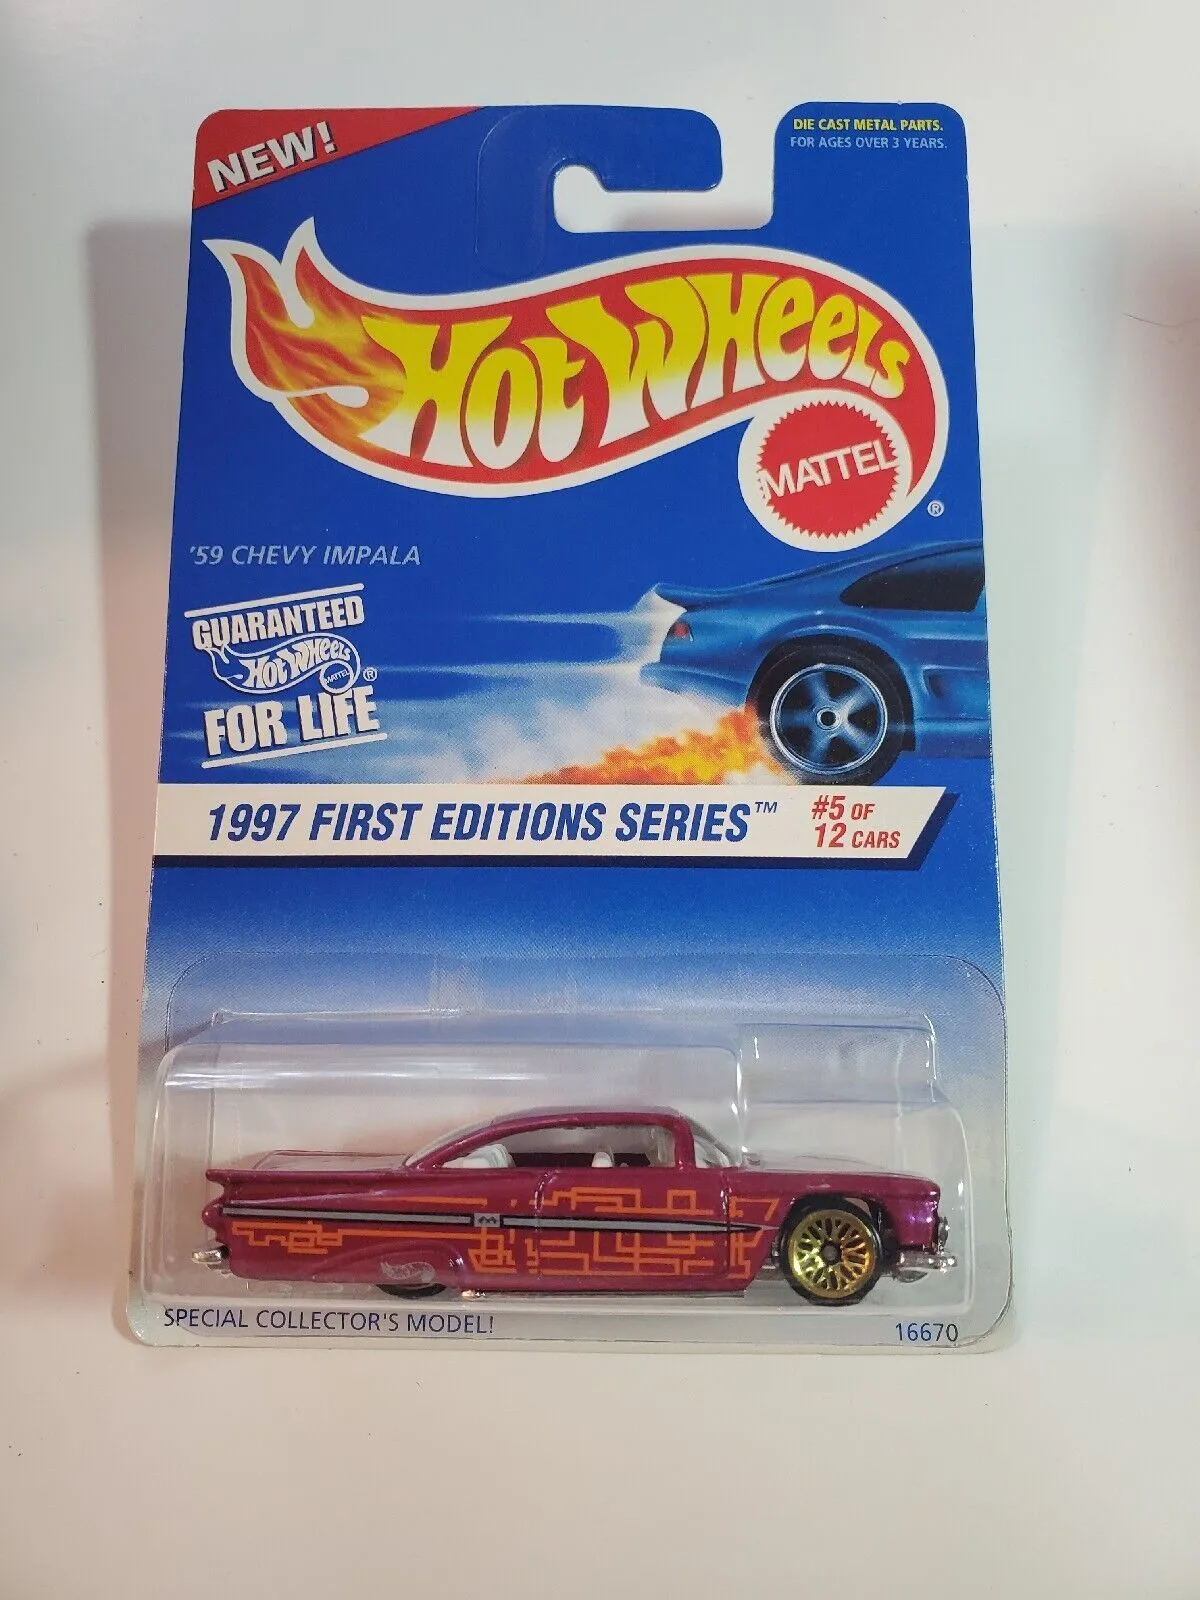 NEW!
DIE CAST METAL PARTS.
FOR AGES OVER 3 YEARS.
HOT WHEELS
MATTEL
®
'59 CHEVY IMPALA
GUARANTEED
HOT WHEELS
MATTEL
®
FOR LIFE
1997 FIRST EDITIONS SERIES™
#5 OF
12 CARS
SPECIAL COLLECTOR'S MODEL!
16670